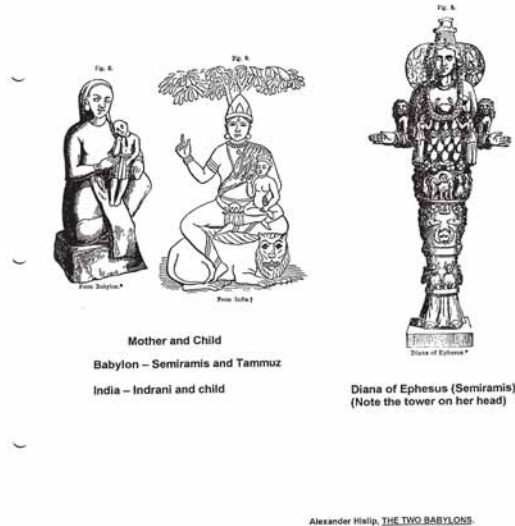 Fig. 5.
Fig. 6.
Fig. 8.
From Babylon.*
From India.†
Diana of Ephesus.*
Mother and Child
Babylon – Semiramis and Tammuz
India – Indrani and child
Diana of Ephesus (Semiramis)
(Note the tower on her head)
Alexander Hislip, THE TWO BABYLONS.